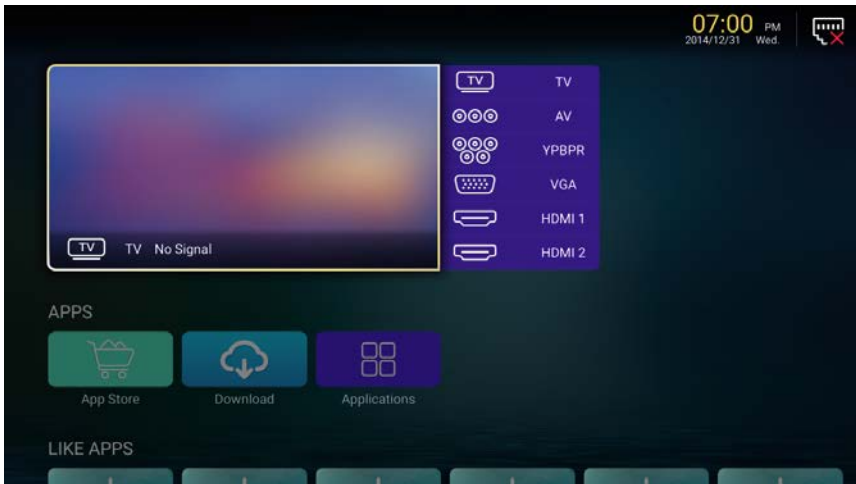 07:00 PM
2014/12/31 Wed.
TV TV
AV
YPBPR
VGA
HDMI 1
HDMI 2
TV TV No Signal
APPS
App Store Download Applications
LIKE APPS